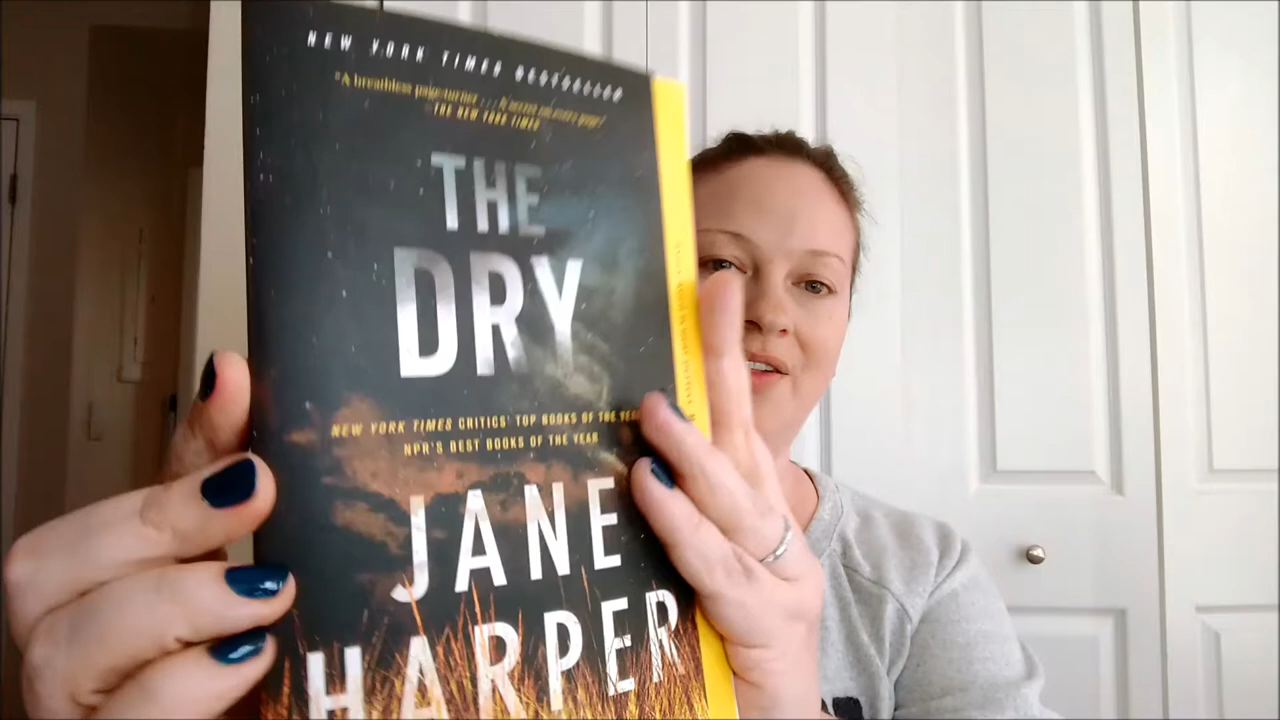 NEW YORK TIMES BESTSELLER
"A breathless page-turner . . .
—THE NEW YORK TIMES
THE
DRY
NEW YORK TIMES CRITICS' TOP BOOKS OF THE YEAR
NPR'S BEST BOOKS OF THE YEAR
JANE
HARPER